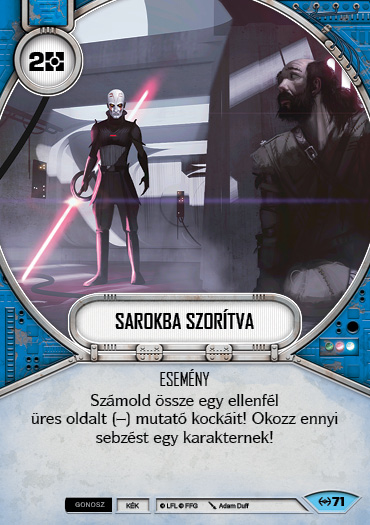 2
SAROKBA SZORÍTVA
ESEMÉNY
Számold össze egy ellenfél
üres oldalt (–) mutató kockáit! Okozz ennyi
sebzést egy karakternek!
GONOSZ KÉK © LFL © FFG Adam Duff 71